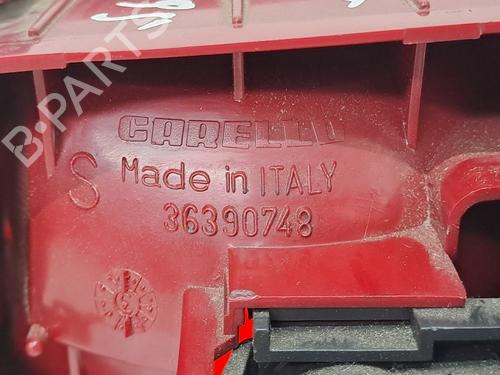 B-PARTS
CARELLO
S Made in ITALY
36390748